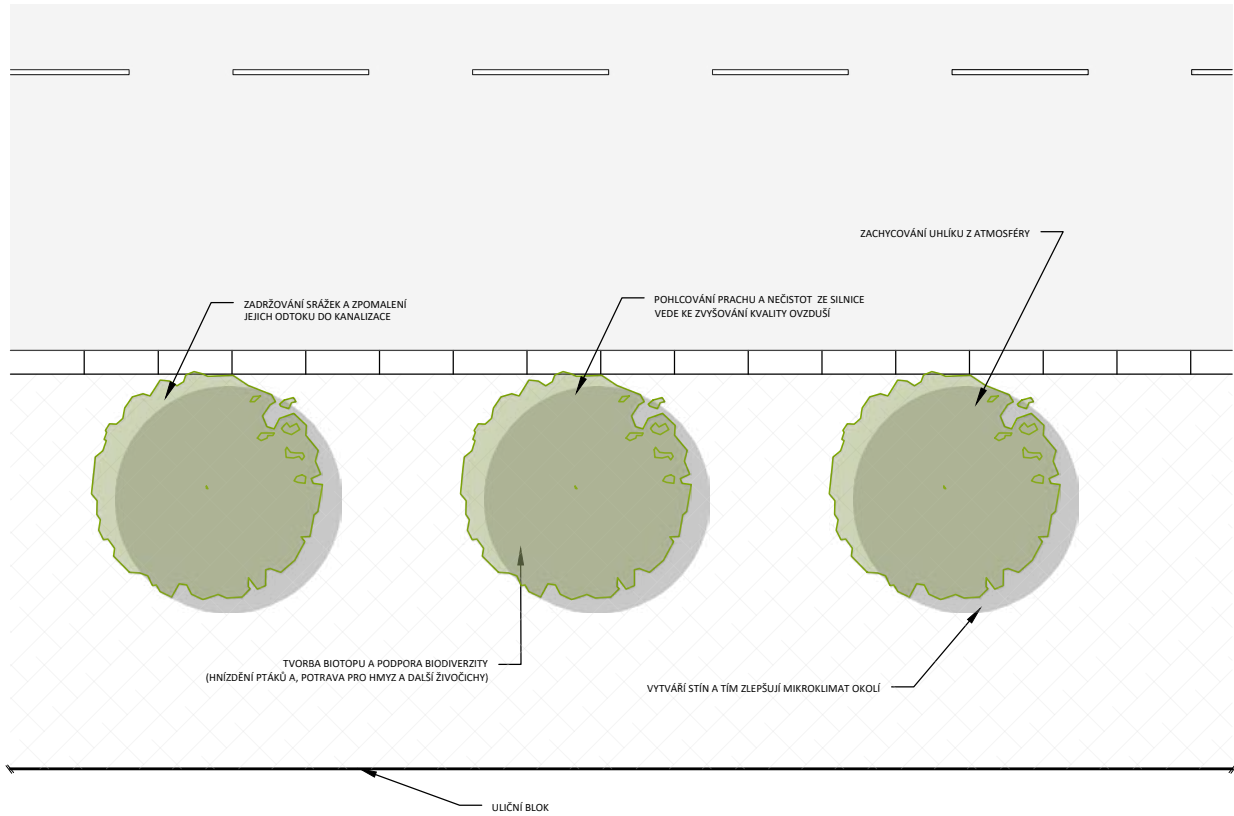 ZACHYCOVÁNÍ UHLÍKU Z ATMOSFÉRY
ZADRŽOVÁNÍ SRÁŽEK A ZPOMALENÍ
JEJICH ODTOKU DO KANALIZACE
POHLCOVÁNÍ PRACHU A NEČISTOT ZE SILNICE
VEDE KE ZVYŠOVÁNÍ KVALITY OVZDUŠÍ
TVORBA BIOTOPU A PODPORA BIODIVERZITY
(HNÍZDĚNÍ PTÁKŮ A, POTRAVA PRO HMYZ A DALŠÍ ŽIVOČICHY)
VYTVÁŘÍ STÍN A TÍM ZLEPŠUJÍ MIKROKLIMAT OKOLÍ
ULIČNÍ BLOK